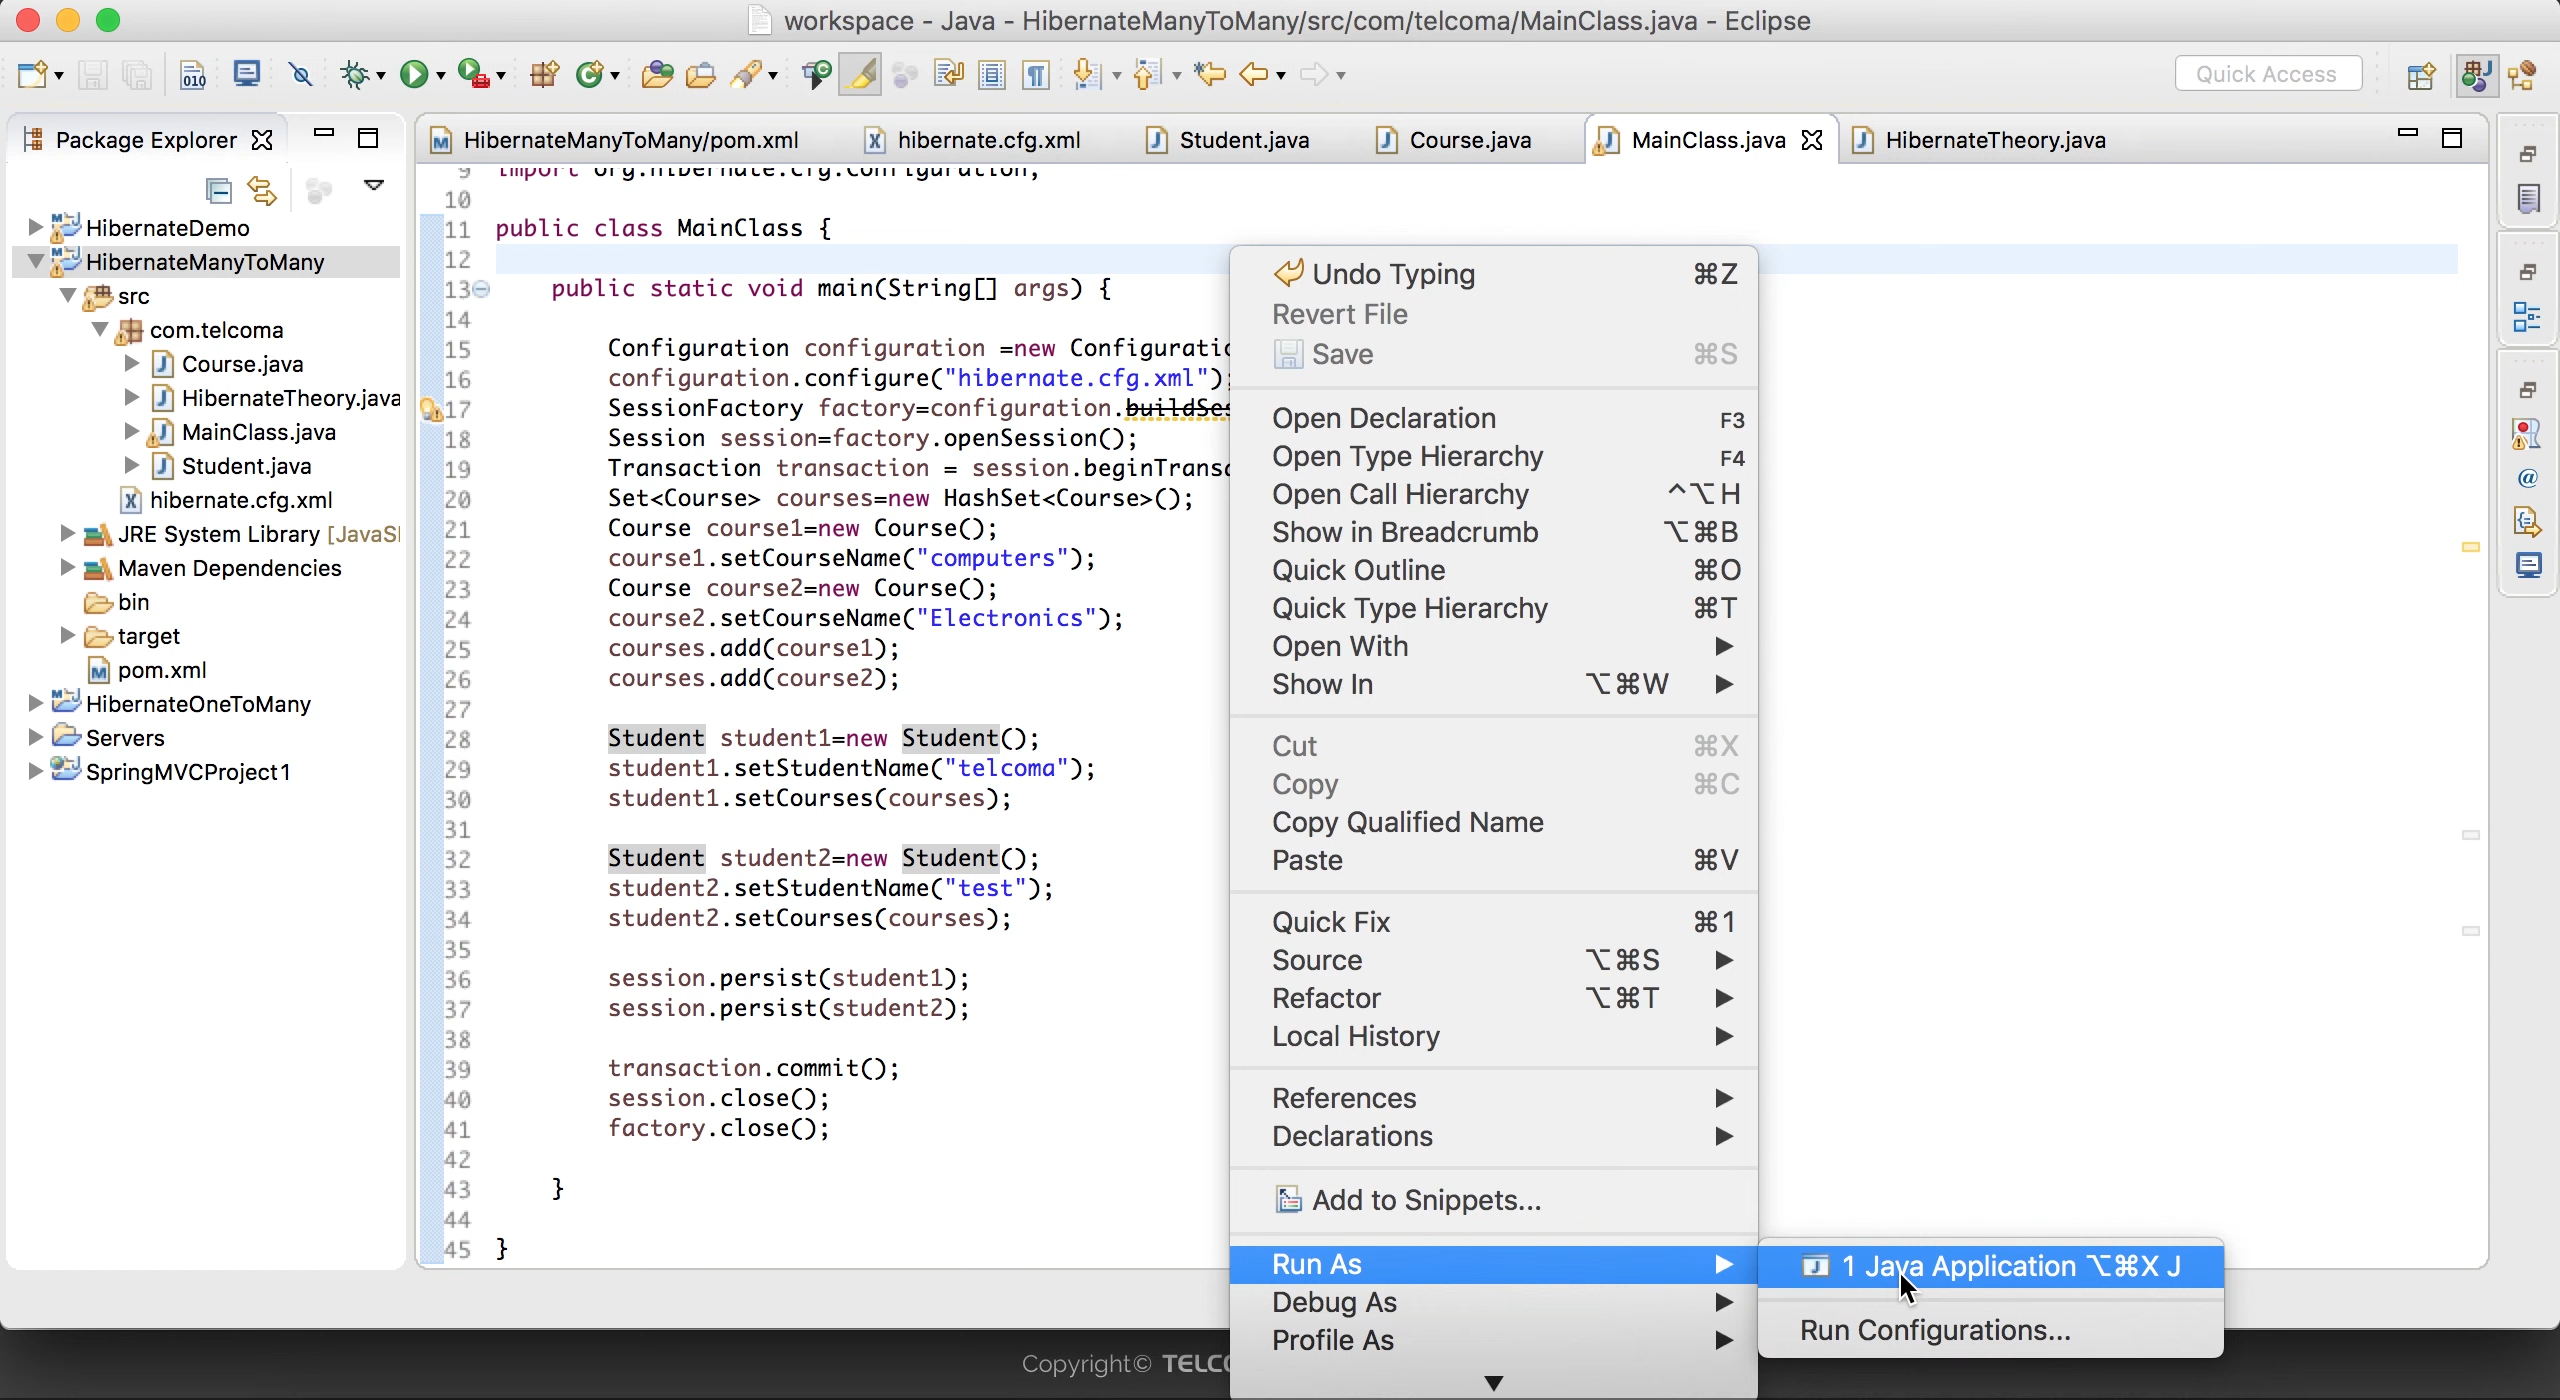 workspace - Java - HibernateManyToMany/src/com/telcoma/MainClass.java - Eclipse
Quick Access
Package Explorer
HibernateManyToMany/pom.xml
hibernate.cfg.xml
Student.java
Course.java
MainClass.java
HibernateTheory.java
HibernateDemo
HibernateManyToMany
src
com.telcoma
Course.java
HibernateTheory.java
MainClass.java
Student.java
hibernate.cfg.xml
JRE System Library [JavaSI
Maven Dependencies
bin
target
pom.xml
HibernateOneToMany
Servers
SpringMVCProject1
9 import org.hibernate.cfg.Configuration;
10
11 public class MainClass {
12
13 public static void main(String[] args) {
14
15 Configuration configuration =new Configuratio
16 configuration.configure("hibernate.cfg.xml");
17 SessionFactory factory=configuration.buildSes
18 Session session=factory.openSession();
19 Transaction transaction = session.beginTransa
20 Set<Course> courses=new HashSet<Course>();
21 Course course1=new Course();
22 course1.setCourseName("computers");
23 Course course2=new Course();
24 course2.setCourseName("Electronics");
25 courses.add(course1);
26 courses.add(course2);
27
28 Student student1=new Student();
29 student1.setStudentName("telcoma");
30 student1.setCourses(courses);
31
32 Student student2=new Student();
33 student2.setStudentName("test");
34 student2.setCourses(courses);
35
36 session.persist(student1);
37 session.persist(student2);
38
39 transaction.commit();
40 session.close();
41 factory.close();
42
43 }
44
45 }
Undo Typing ⌘Z
Revert File
Save ⌘S
Open Declaration F3
Open Type Hierarchy F4
Open Call Hierarchy ^⌥H
Show in Breadcrumb ⌥⌘B
Quick Outline ⌘O
Quick Type Hierarchy ⌘T
Open With
Show In ⌥⌘W
Cut ⌘X
Copy ⌘C
Copy Qualified Name
Paste ⌘V
Quick Fix ⌘1
Source ⌥⌘S
Refactor ⌥⌘T
Local History
References
Declarations
Add to Snippets...
Run As
Debug As
Profile As
1 Java Application ⌥⌘X J
Run Configurations...
Copyright© TELCO